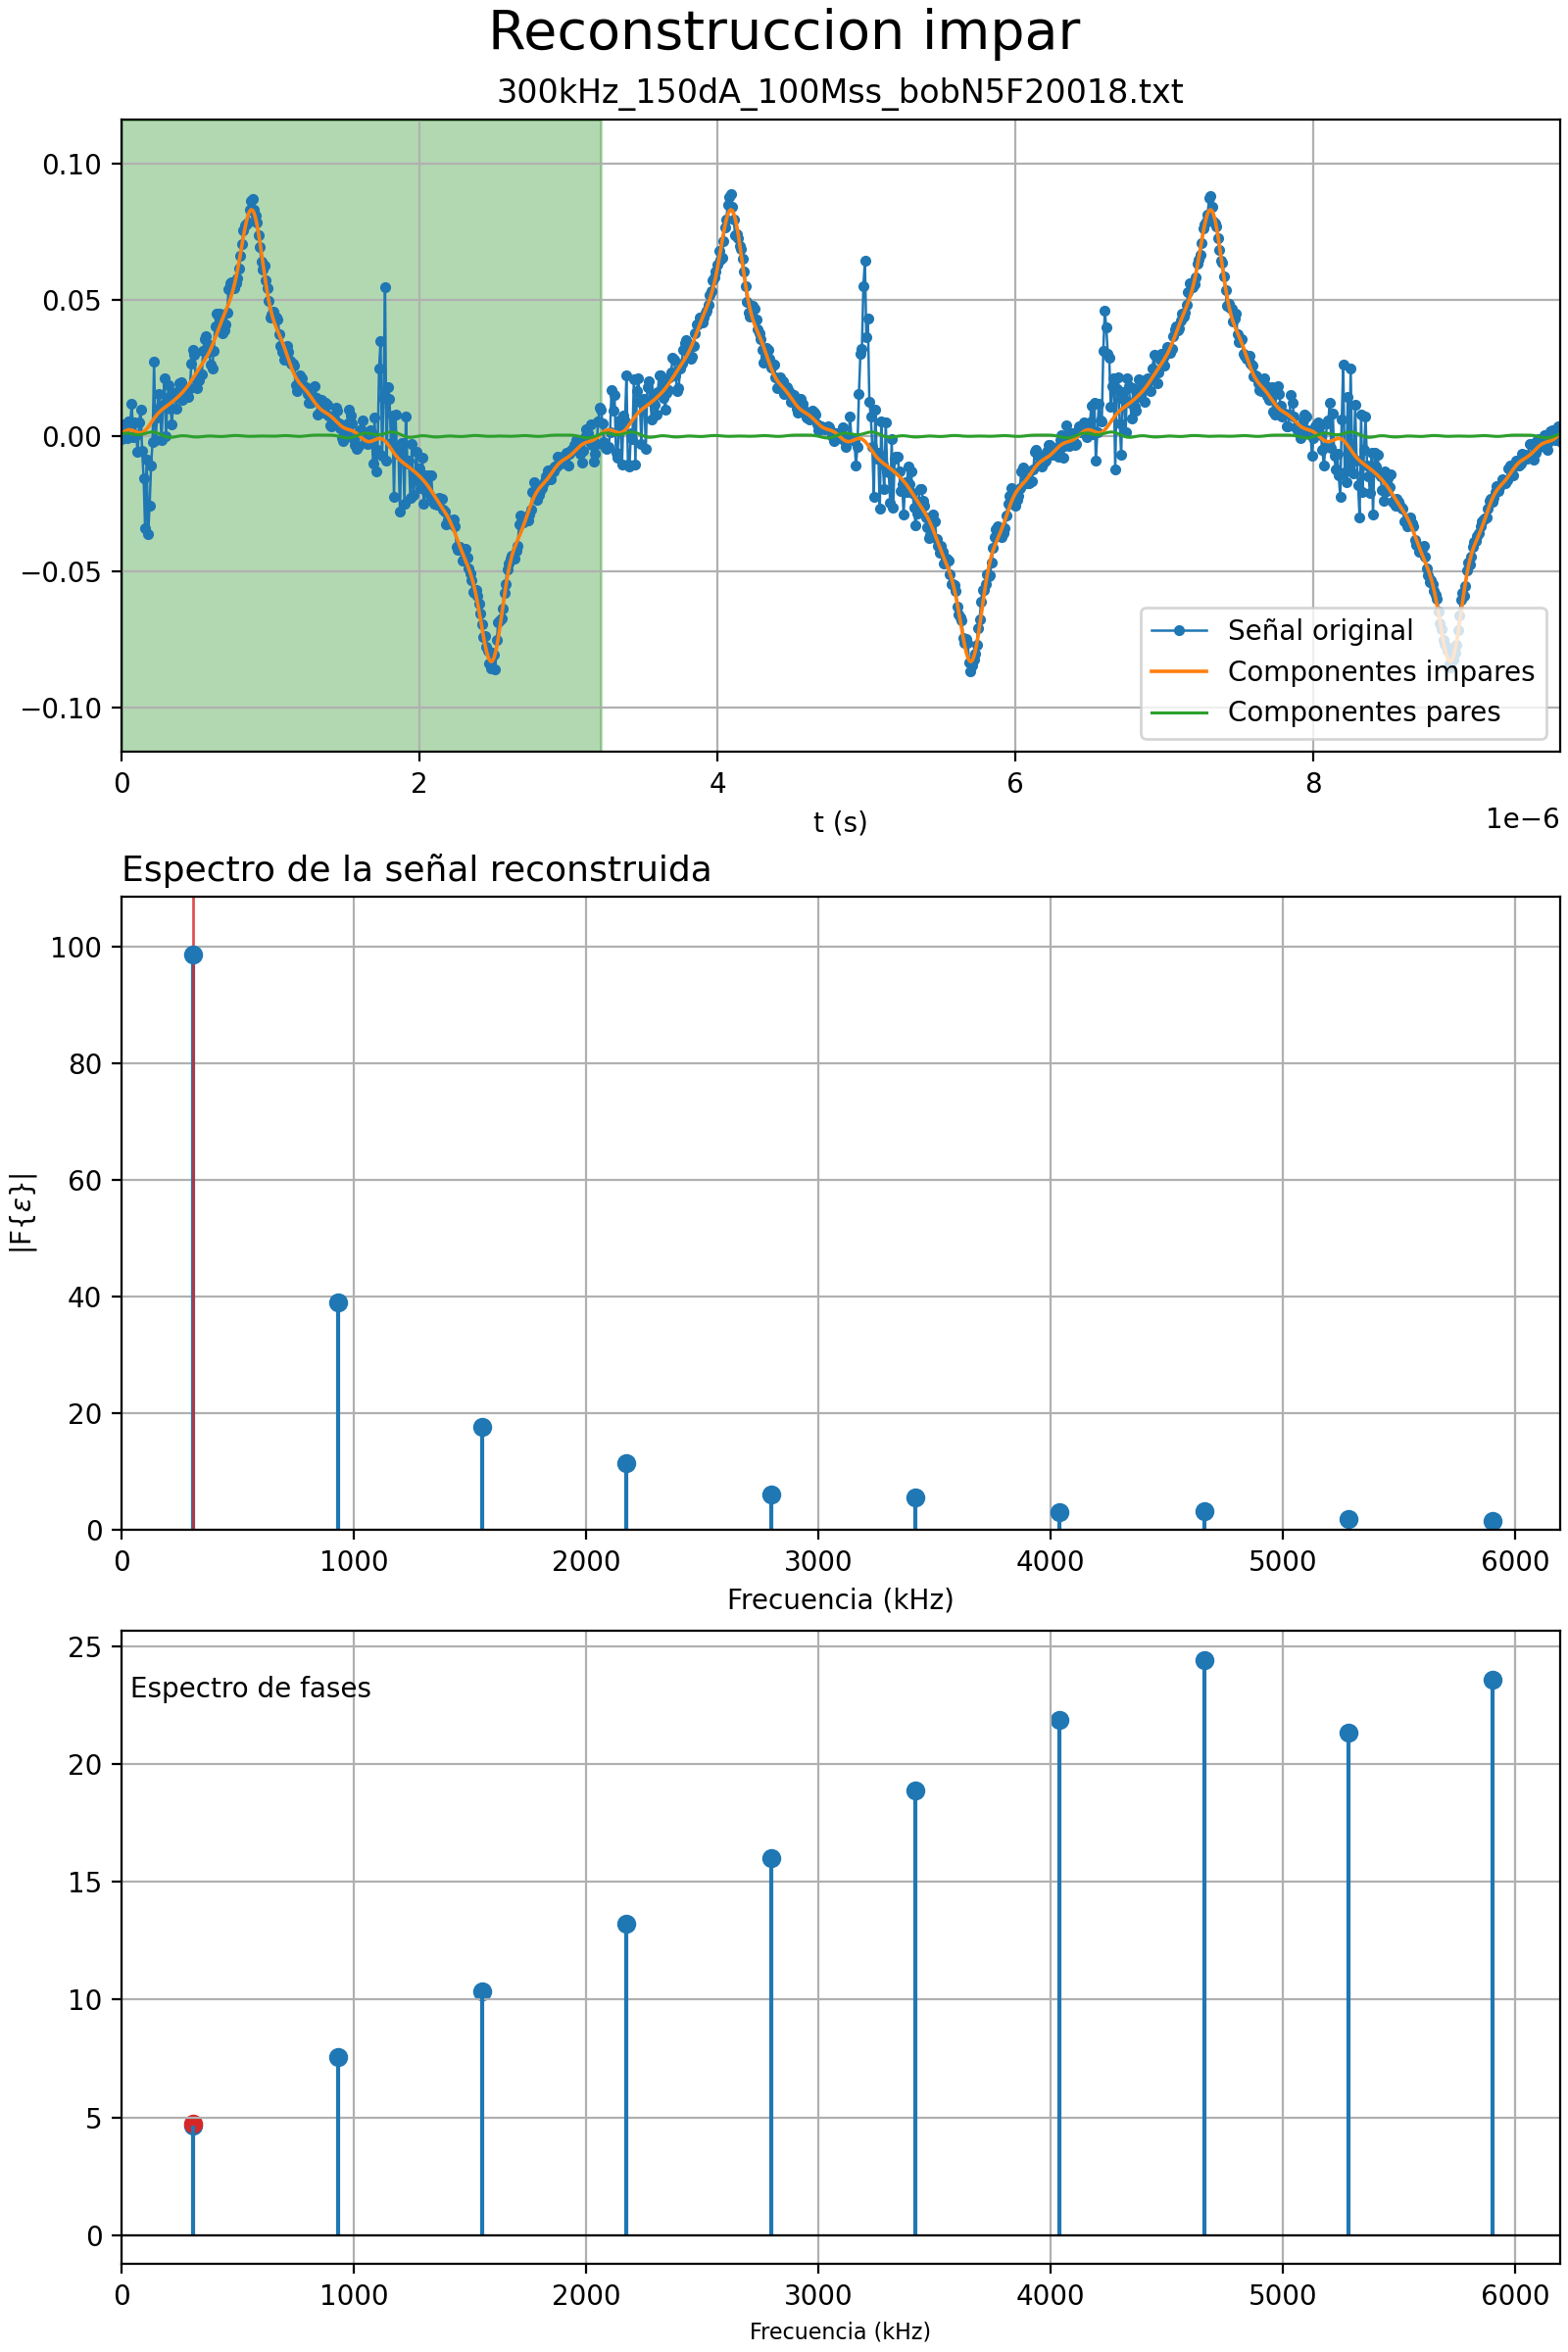 Reconstruccion impar
300kHz_150dA_100Mss_bobN5F20018.txt
0.10
0.05
0.00
−0.05
−0.10
Señal original
Componentes impares
Componentes pares
0 2 4 6 8
t (s)
1e−6
Espectro de la señal reconstruida
100
80
60
40
20
0
|F{ε}|
0 1000 2000 3000 4000 5000 6000
Frecuencia (kHz)
25
Espectro de fases
20
15
10
5
0
0 1000 2000 3000 4000 5000 6000
Frecuencia (kHz)